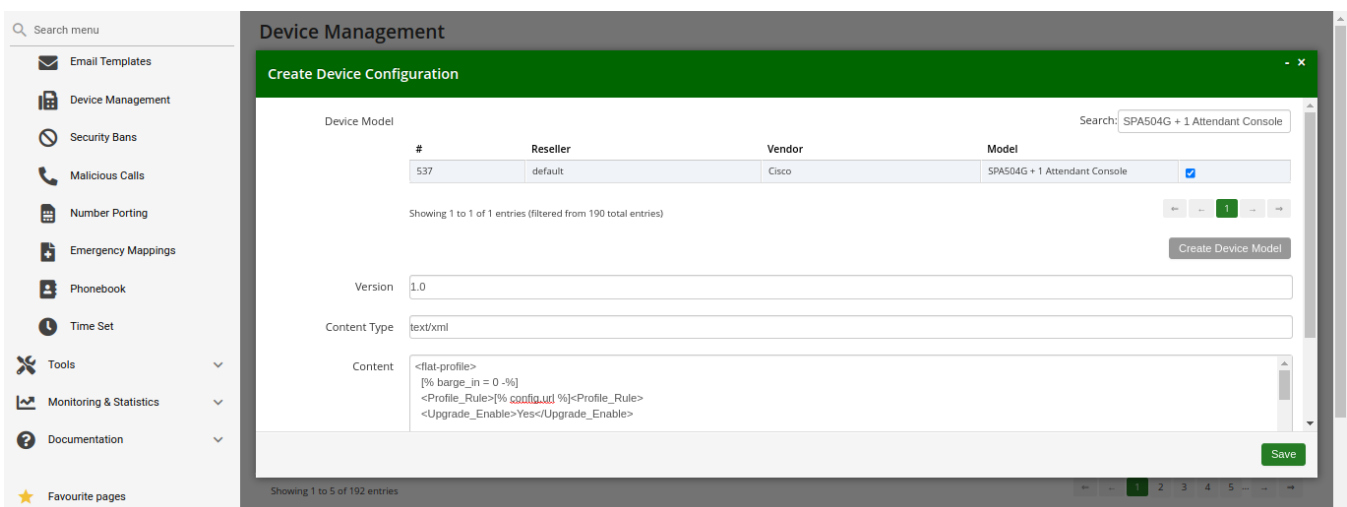 Search menu
Email Templates
Device Management
Security Bans
Malicious Calls
Number Porting
Emergency Mappings
Phonebook
Time Set
Tools
Monitoring & Statistics
Documentation
Favourite pages
Device Management
Create Device Configuration
- ×
Device Model
Search: SPA504G + 1 Attendant Console
# Reseller Vendor Model
537 default Cisco SPA504G + 1 Attendant Console
Showing 1 to 1 of 1 entries (filtered from 190 total entries)
← ← 1 → →
Create Device Model
Version 1.0
Content Type text/xml
Content <flat-profile>
[% barge_in = 0 -%]
<Profile_Rule>[% config.url %]<Profile_Rule>
<Upgrade_Enable>Yes</Upgrade_Enable>
Save
Showing 1 to 5 of 192 entries
← ← 1 2 3 4 5 ... → →